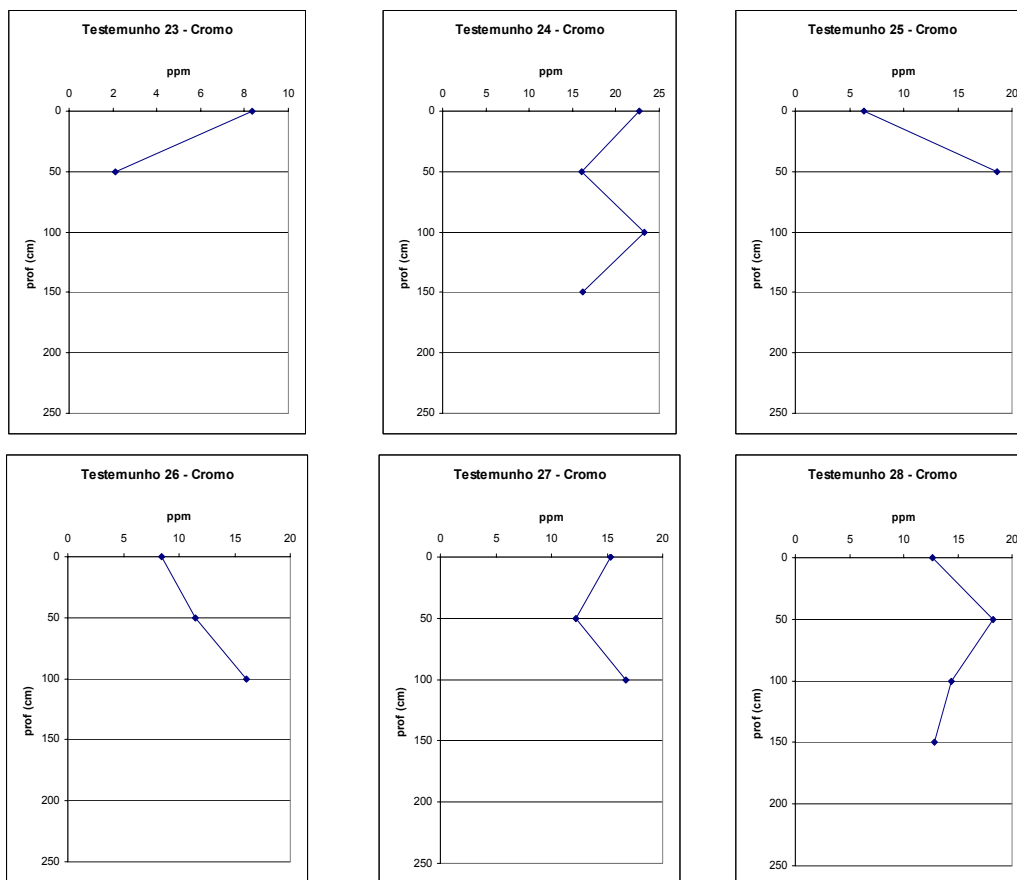 Testemunho 23 - Cromo
ppm
0 2 4 6 8 10
0
50
100
150
200
250
prof (cm)
Testemunho 24 - Cromo
ppm
0 5 10 15 20 25
0
50
100
150
200
250
prof (cm)
Testemunho 25 - Cromo
ppm
0 5 10 15 20
0
50
100
150
200
250
prof (cm)
Testemunho 26 - Cromo
ppm
0 5 10 15 20
0
50
100
150
200
250
prof (cm)
Testemunho 27 - Cromo
ppm
0 5 10 15 20
0
50
100
150
200
250
prof (cm)
Testemunho 28 - Cromo
ppm
0 5 10 15 20
0
50
100
150
200
250
prof (cm)